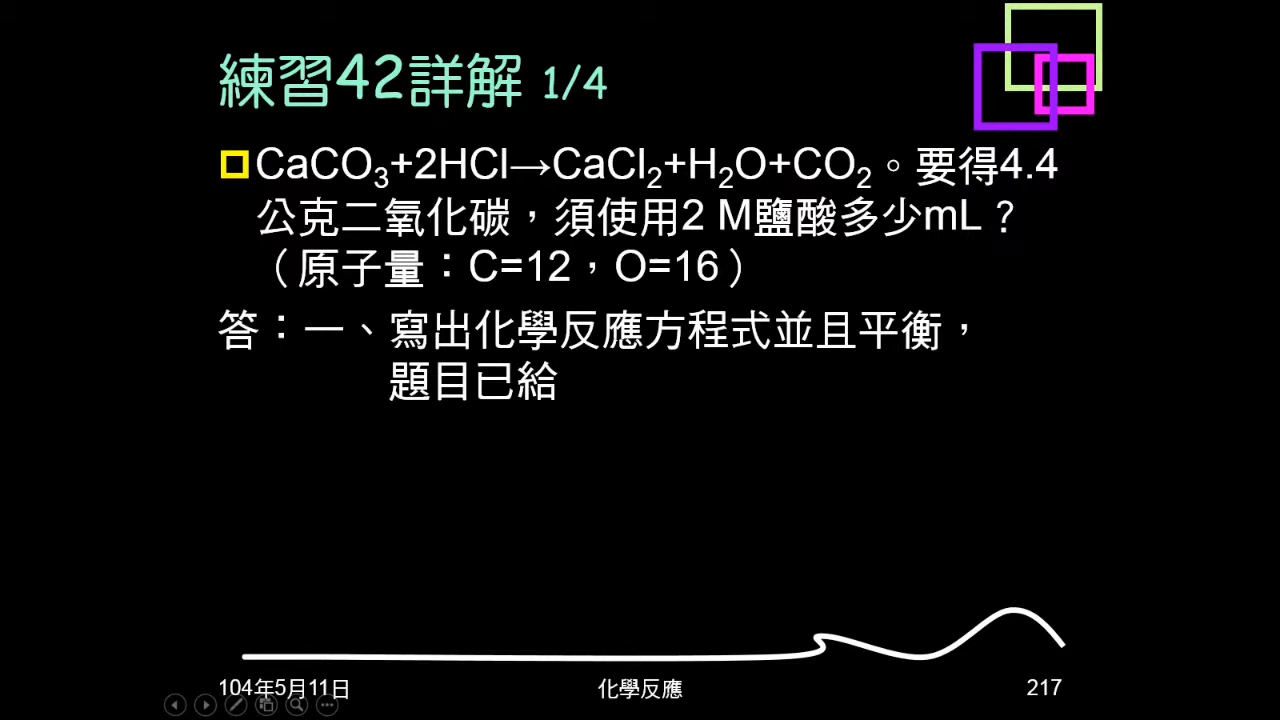 練習42詳解 1/4
CaCO₃+2HCl→CaCl₂+H₂O+CO₂。要得4.4
公克二氧化碳，須使用2 M鹽酸多少mL？
（原子量：C=12，O=16）
答：一、寫出化學反應方程式並且平衡，
題目已給
104年5月11日 化學反應 217